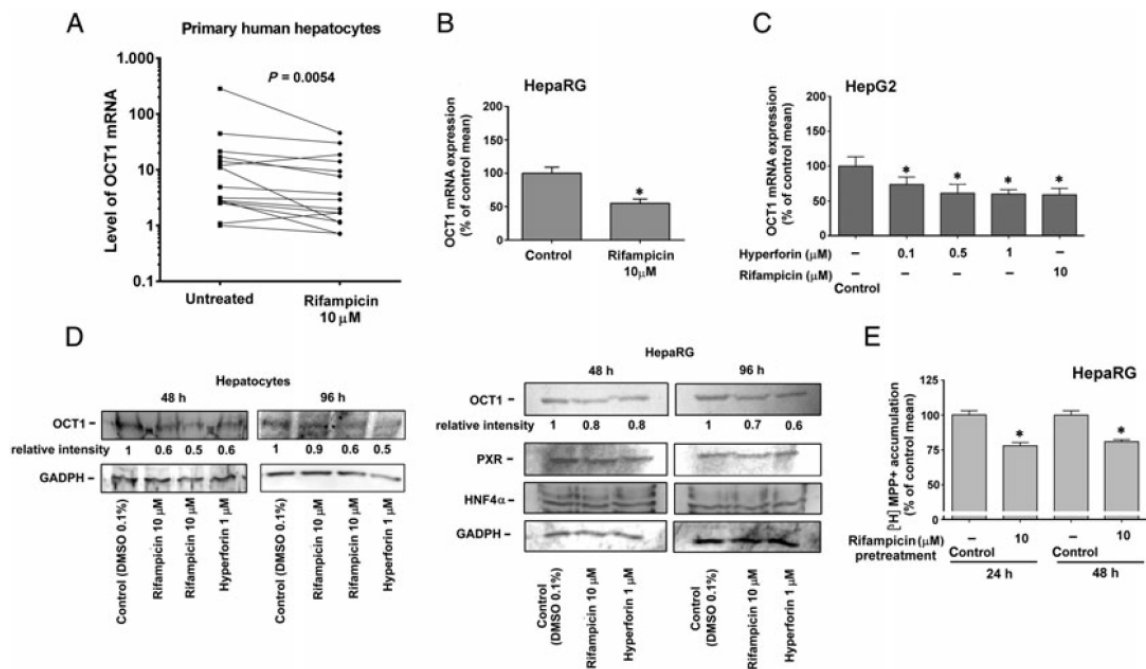 A
Primary human hepatocytes
P = 0.0054
Level of OCT1 mRNA
1.000
100
10
1
0.1
Untreated
Rifampicin
10 µM
B
HepaRG
OCT1 mRNA expression
(% of control mean)
200
150
100
50
0
Control
Rifampicin
10µM
*
C
HepG2
OCT1 mRNA expression
(% of control mean)
200
150
100
50
0
* * * *
Hyperforin (µM) – 0.1 0.5 1 –
Rifampicin (µM) – – – – 10
Control
D
Hepatocytes
48 h 96 h
OCT1 –
relative intensity 1 0.6 0.5 0.6 1 0.9 0.6 0.5
GADPH –
Control (DMSO 0.1%)
Rifampicin 10 µM
Rifampicin 10 µM
Hyperforin 1 µM
Control (DMSO 0.1%)
Rifampicin 10 µM
Rifampicin 10 µM
Hyperforin 1 µM
HepaRG
48 h 96 h
OCT1 –
relative intensity 1 0.8 0.8 1 0.7 0.6
PXR –
HNF4α –
GADPH –
Control
(DMSO 0.1%)
Rifampicin 10 µM
Hyperforin 1 µM
Control
(DMSO 0.1%)
Rifampicin 10 µM
Hyperforin 1 µM
E
HepaRG
[³H] MPP+ accumulation
(% of control mean)
125
100
75
50
0
* *
Rifampicin (µM) – 10 – 10
pretreatment Control Control
24 h 48 h